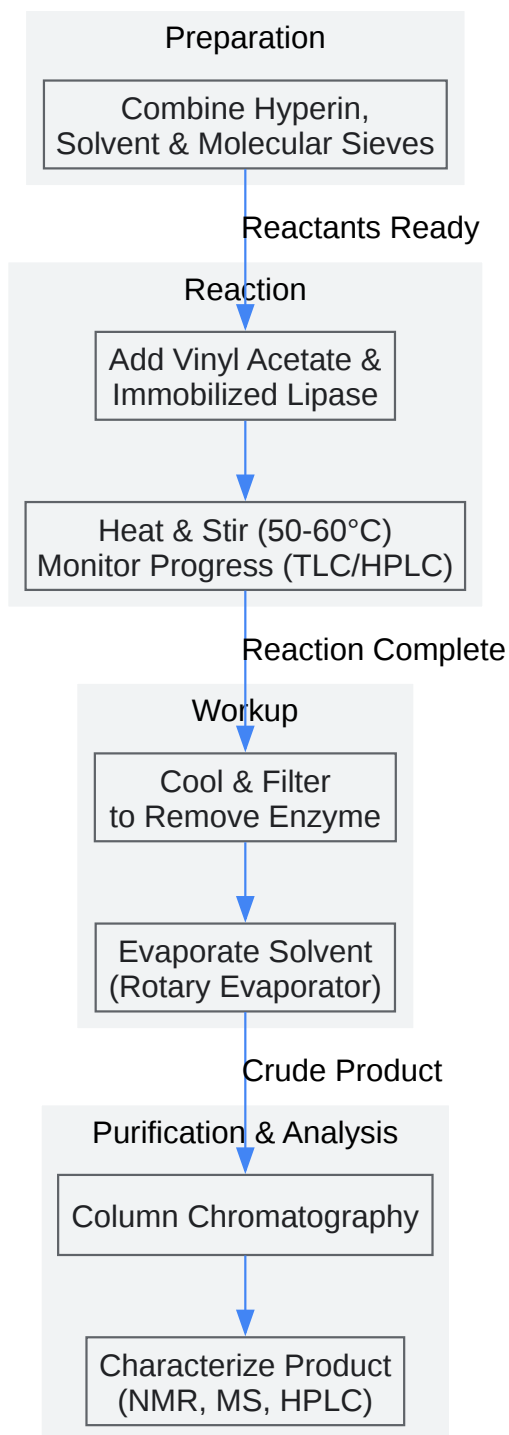 Preparation
Combine Hyperin,
Solvent & Molecular Sieves
Reactants Ready
Reaction
Add Vinyl Acetate &
Immobilized Lipase
Heat & Stir (50-60°C)
Monitor Progress (TLC/HPLC)
Reaction Complete
Workup
Cool & Filter
to Remove Enzyme
Evaporate Solvent
(Rotary Evaporator)
Crude Product
Purification & Analysis
Column Chromatography
Characterize Product
(NMR, MS, HPLC)